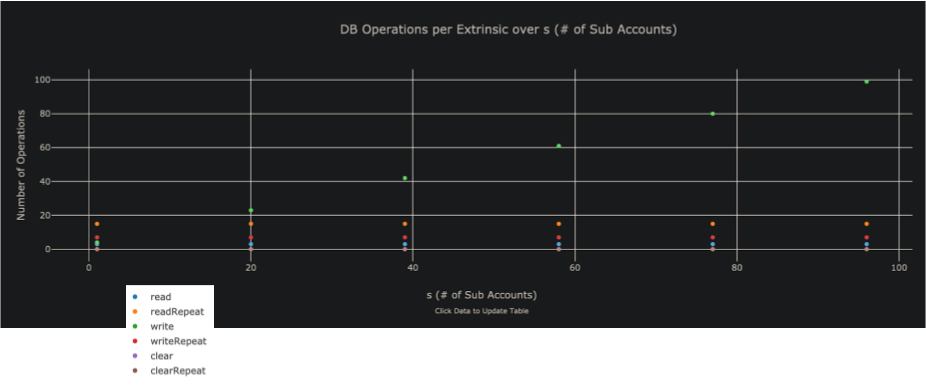 DB Operations per Extrinsic over s (# of Sub Accounts)
Number of Operations
100
80
60
40
20
0
0 20 40 60 80 100
s (# of Sub Accounts)
Click Data to Update Table
read
readRepeat
write
writeRepeat
clear
clearRepeat